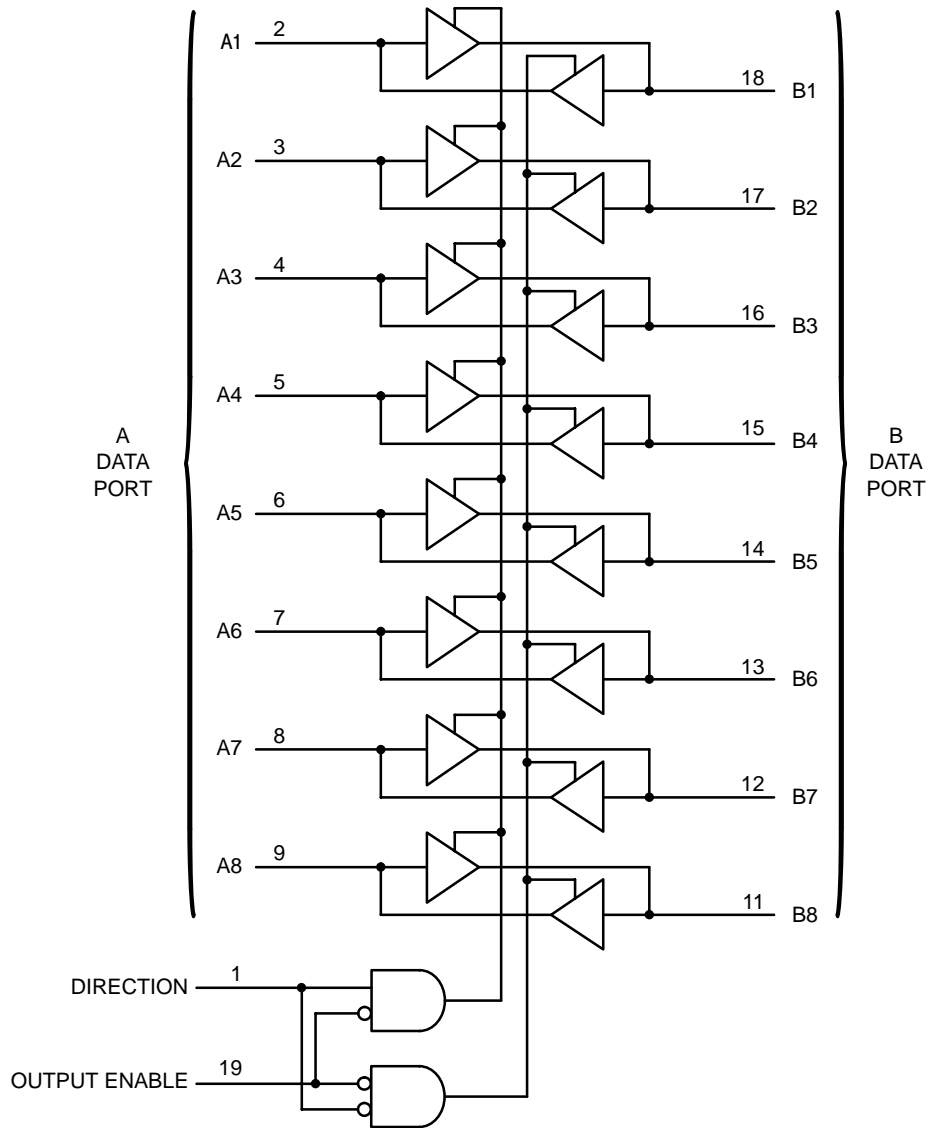 A1 2
18 B1
A2 3
17 B2
A3 4
16 B3
A4 5
15 B4
A
DATA
PORT
B
DATA
PORT
A5 6
14 B5
A6 7
13 B6
A7 8
12 B7
A8 9
11 B8
DIRECTION 1
OUTPUT ENABLE 19